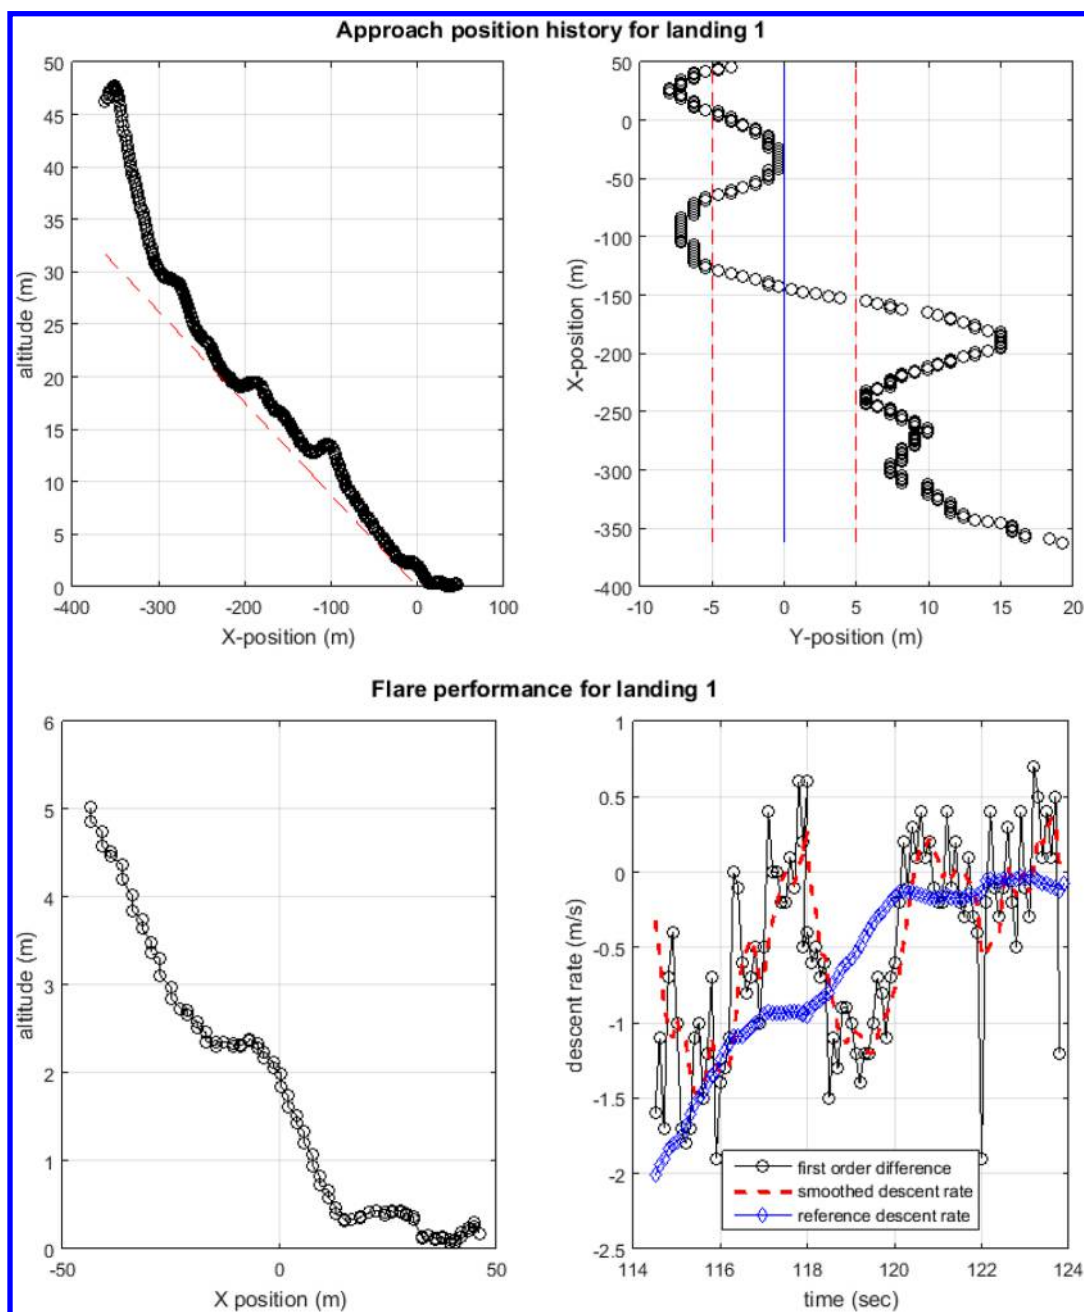 Approach position history for landing 1
50
45
40
35
30
25
20
15
10
5
0
altitude (m)
-400 -300 -200 -100 0 100
X-position (m)
50
0
-50
-100
-150
-200
-250
-300
-350
-400
X-position (m)
-10 -5 0 5 10 15 20
Y-position (m)
Flare performance for landing 1
6
5
4
3
2
1
0
altitude (m)
-50 0 50
X position (m)
1
0.5
0
-0.5
-1
-1.5
-2
-2.5
descent rate (m/s)
first order difference
smoothed descent rate
reference descent rate
114 116 118 120 122 124
time (sec)